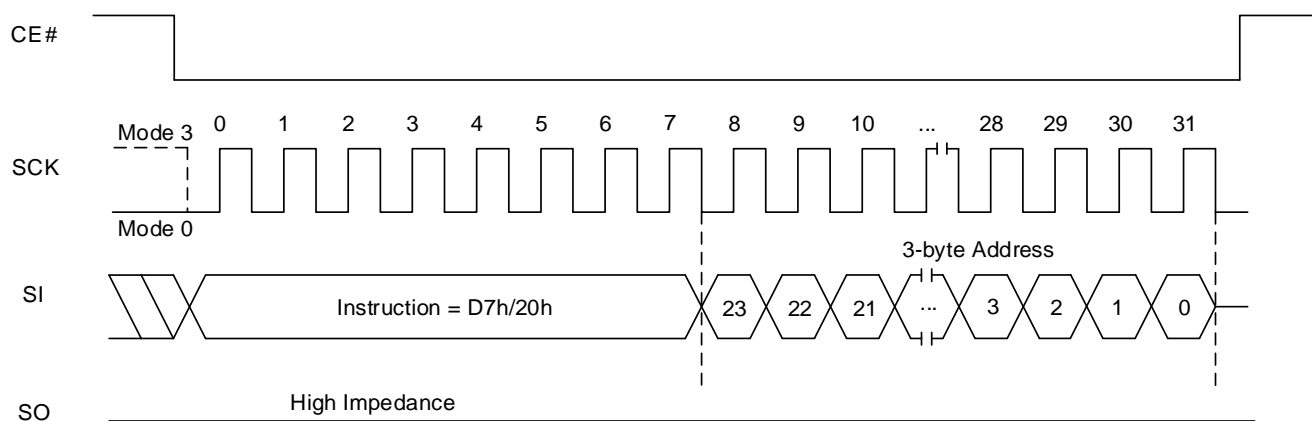 CE#
0 1 2 3 4 5 6 7 8 9 10 ... 28 29 30 31
Mode 3
SCK
Mode 0
3-byte Address
SI
Instruction = D7h/20h 23 22 21 ... 3 2 1 0
High Impedance
SO